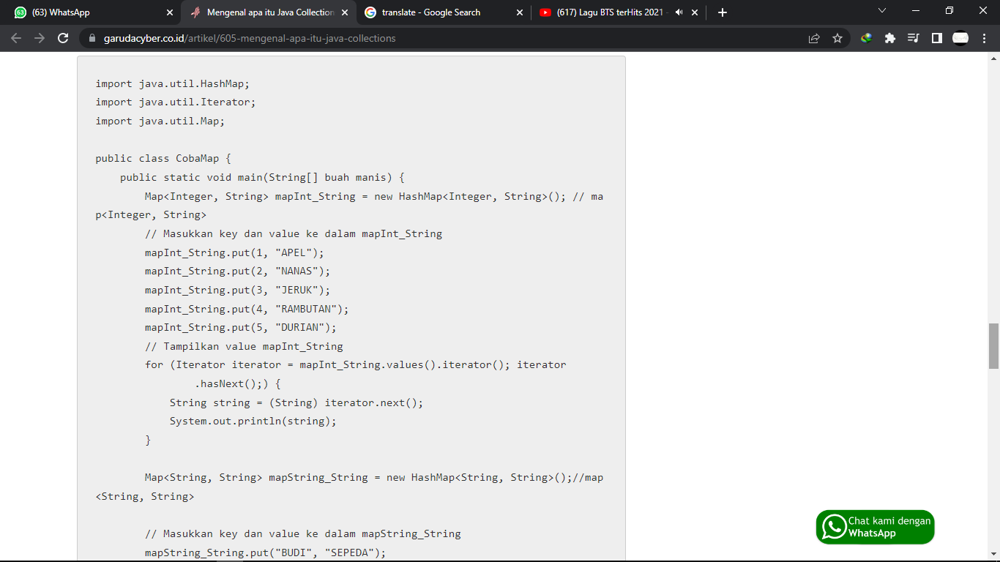 63
(63) WhatsApp
Mengenal apa itu Java Collection
translate - Google Search
(617) Lagu BTS terHits 2021
garudacyber.co.id/artikel/605-mengenal-apa-itu-java-collections
import java.util.HashMap;
import java.util.Iterator;
import java.util.Map;
public class CobaMap {
public static void main(String[] buah manis) {
Map<Integer, String> mapInt_String = new HashMap<Integer, String>(); // ma
p<Integer, String>
// Masukkan key dan value ke dalam mapInt_String
mapInt_String.put(1, "APEL");
mapInt_String.put(2, "NANAS");
mapInt_String.put(3, "JERUK");
mapInt_String.put(4, "RAMBUTAN");
mapInt_String.put(5, "DURIAN");
// Tampilkan value mapInt_String
for (Iterator iterator = mapInt_String.values().iterator(); iterator
.hasNext();) {
String string = (String) iterator.next();
System.out.println(string);
}
Map<String, String> mapString_String = new HashMap<String, String>();//map
<String, String>
// Masukkan key dan value ke dalam mapString_String
mapString_String.put("BUDI", "SEPEDA");
Chat kami dengan
WhatsApp